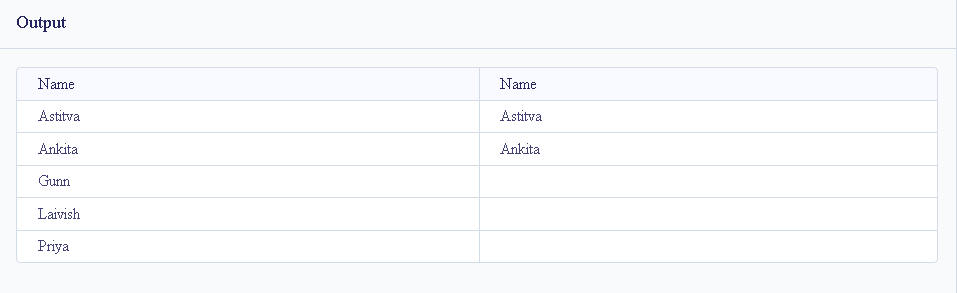 Output
Name Name
Astitva Astitva
Ankita Ankita
Gunn
Laivish
Priya